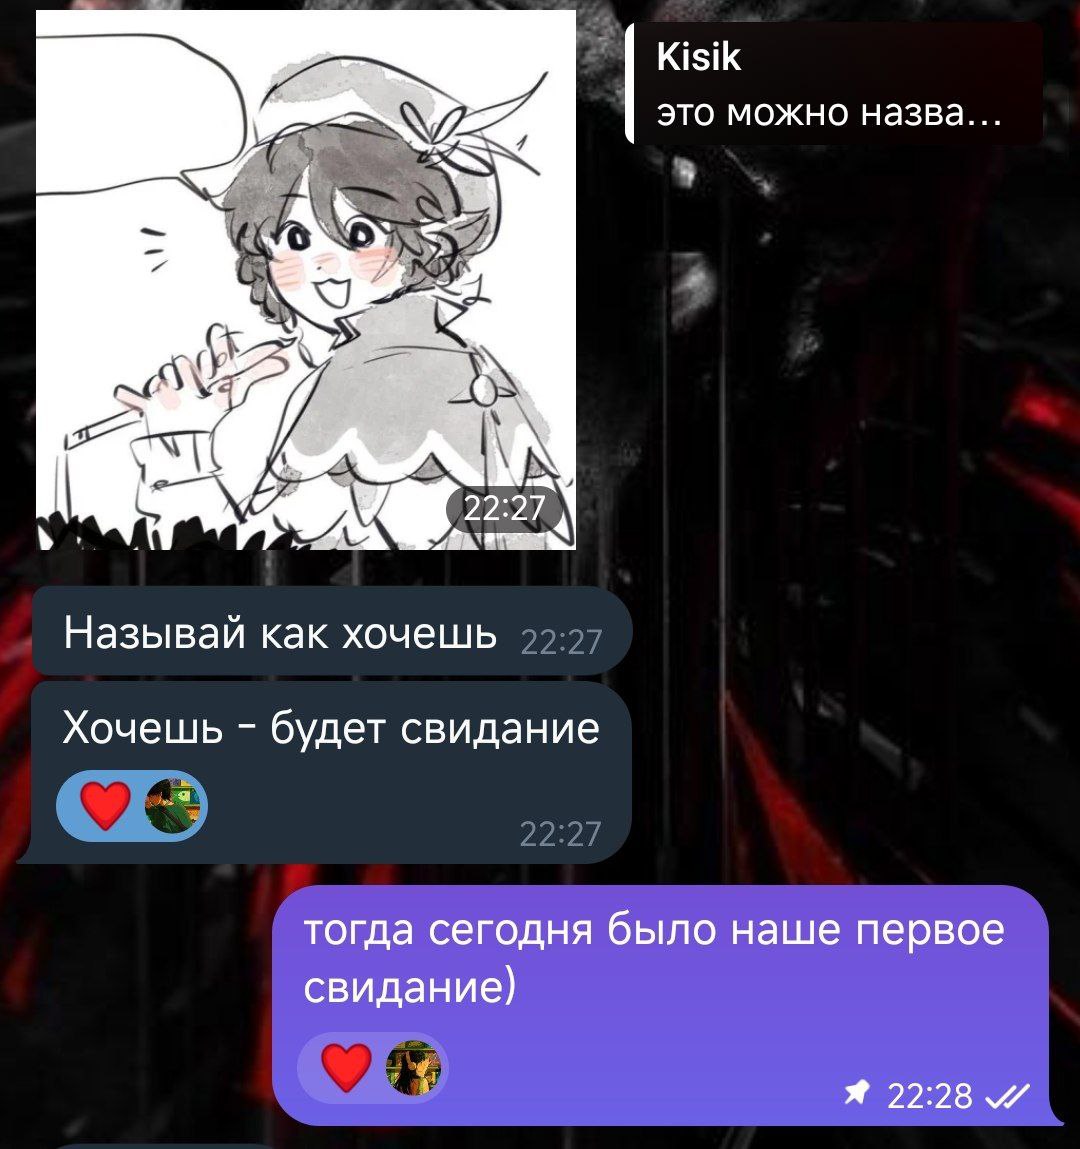 Kisik
это можно назва...
22:27
Называй как хочешь 22:27
Хочешь - будет свидание
22:27
тогда сегодня было наше первое
свидание)
22:28